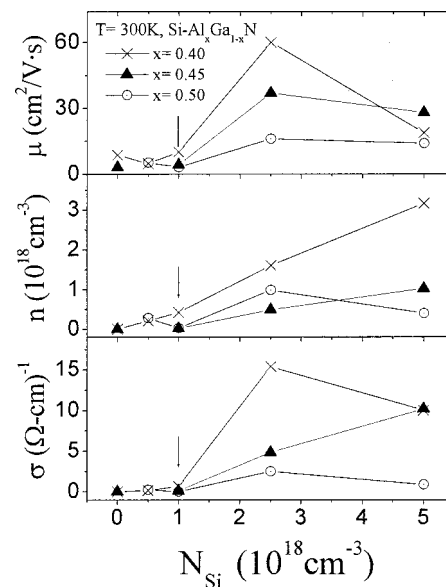 T= 300K, Si-AlxGa1-xN
x= 0.40
x= 0.45
x= 0.50
60
30
0
μ (cm²/V·s)
3
2
1
0
n (10¹⁸cm⁻³)
15
10
5
0
σ (Ω-cm)⁻¹
0 1 2 3 4 5
N_Si (10¹⁸cm⁻³)